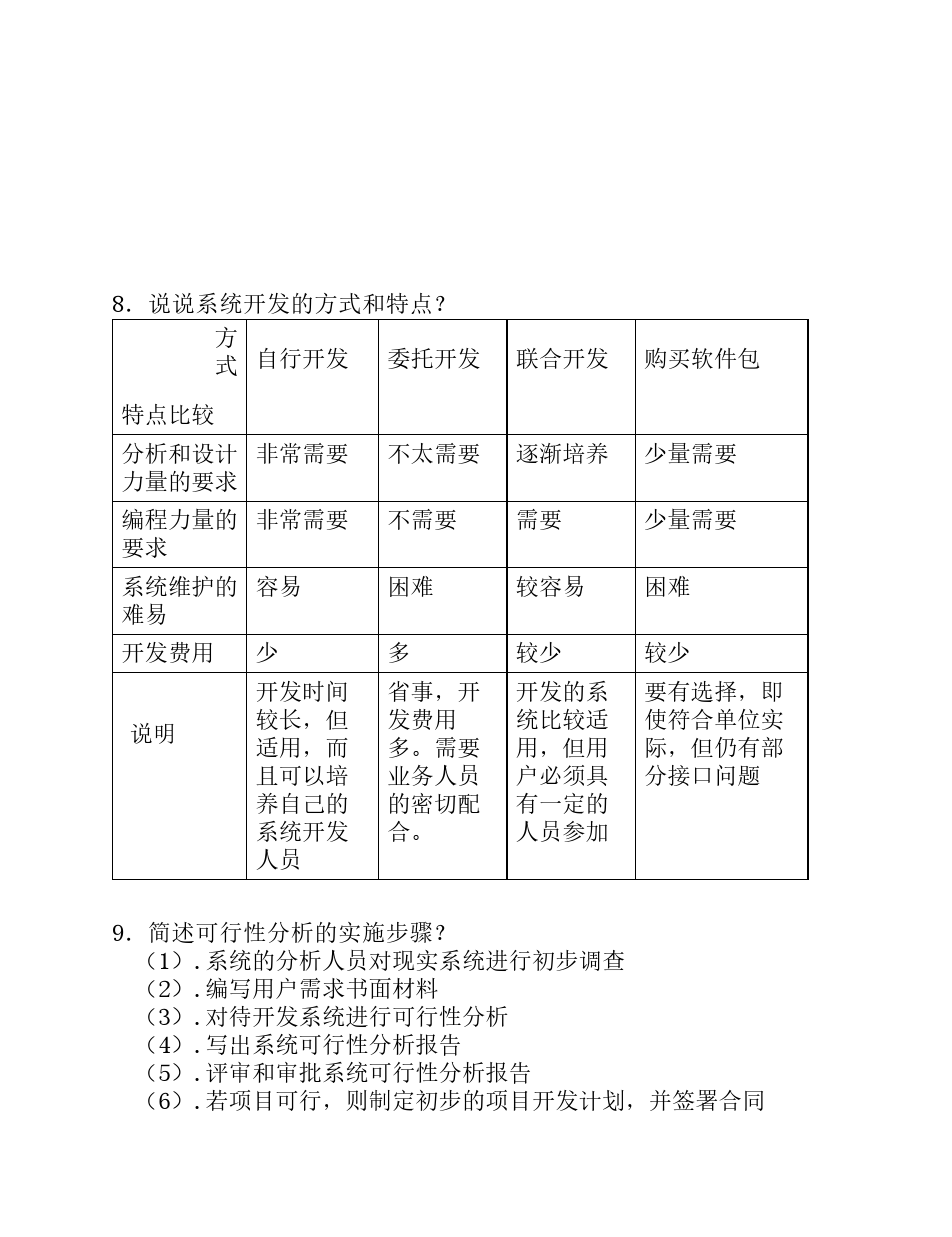 8．说说系统开发的方式和特点？
方
式
特点比较
自行开发
委托开发
联合开发
购买软件包
分析和设计
力量的要求
非常需要
不太需要
逐渐培养
少量需要
编程力量的
要求
非常需要
不需要
需要
少量需要
系统维护的
难易
容易
困难
较容易
困难
开发费用
少
多
较少
较少
说明
开发时间
较长，但
适用，而
且可以培
养自己的
系统开发
人员
省事，开
发费用
多。需要
业务人员
的密切配
合。
开发的系
统比较适
用，但用
户必须具
有一定的
人员参加
要有选择，即
使符合单位实
际，但仍有部
分接口问题
9．简述可行性分析的实施步骤？
（1）.系统的分析人员对现实系统进行初步调查
（2）.编写用户需求书面材料
（3）.对待开发系统进行可行性分析
（4）.写出系统可行性分析报告
（5）.评审和审批系统可行性分析报告
（6）.若项目可行，则制定初步的项目开发计划，并签署合同